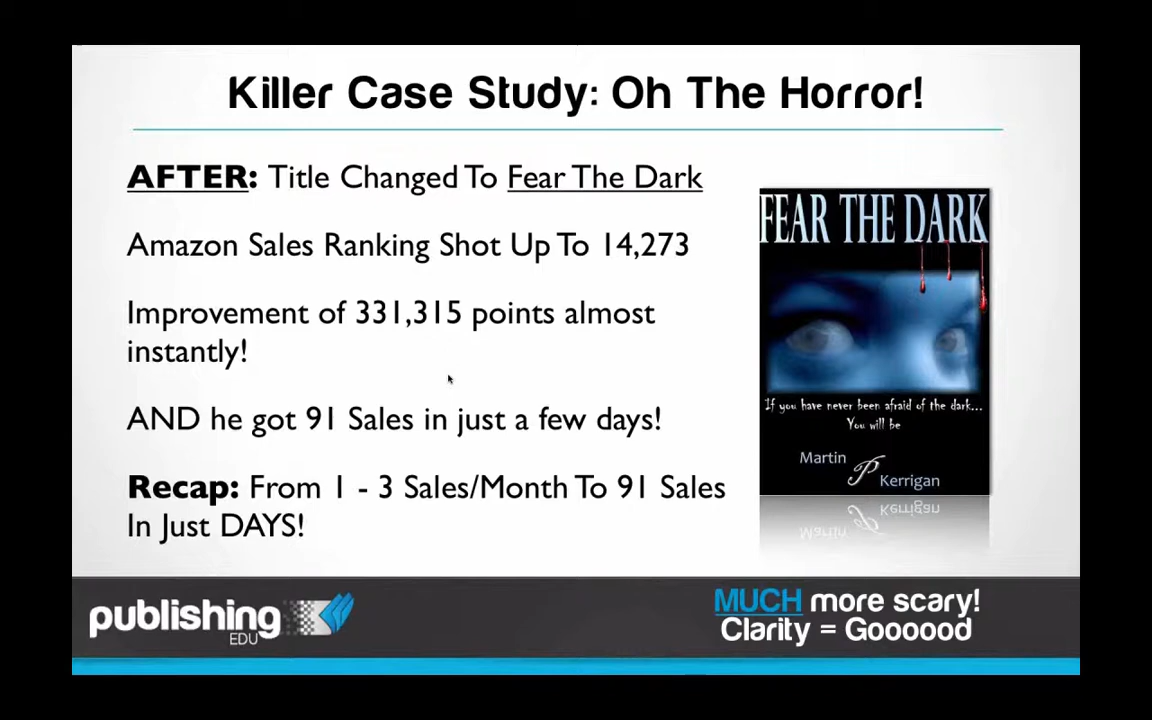 Killer Case Study: Oh The Horror!
AFTER: Title Changed To Fear The Dark
Amazon Sales Ranking Shot Up To 14,273
Improvement of 331,315 points almost
instantly!
AND he got 91 Sales in just a few days!
Recap: From 1 - 3 Sales/Month To 91 Sales
In Just DAYS!
FEAR THE DARK
If you have never been afraid of the dark...
You will be
Martin P Kerrigan
publishing
EDU
MUCH more scary!
Clarity = Goooood